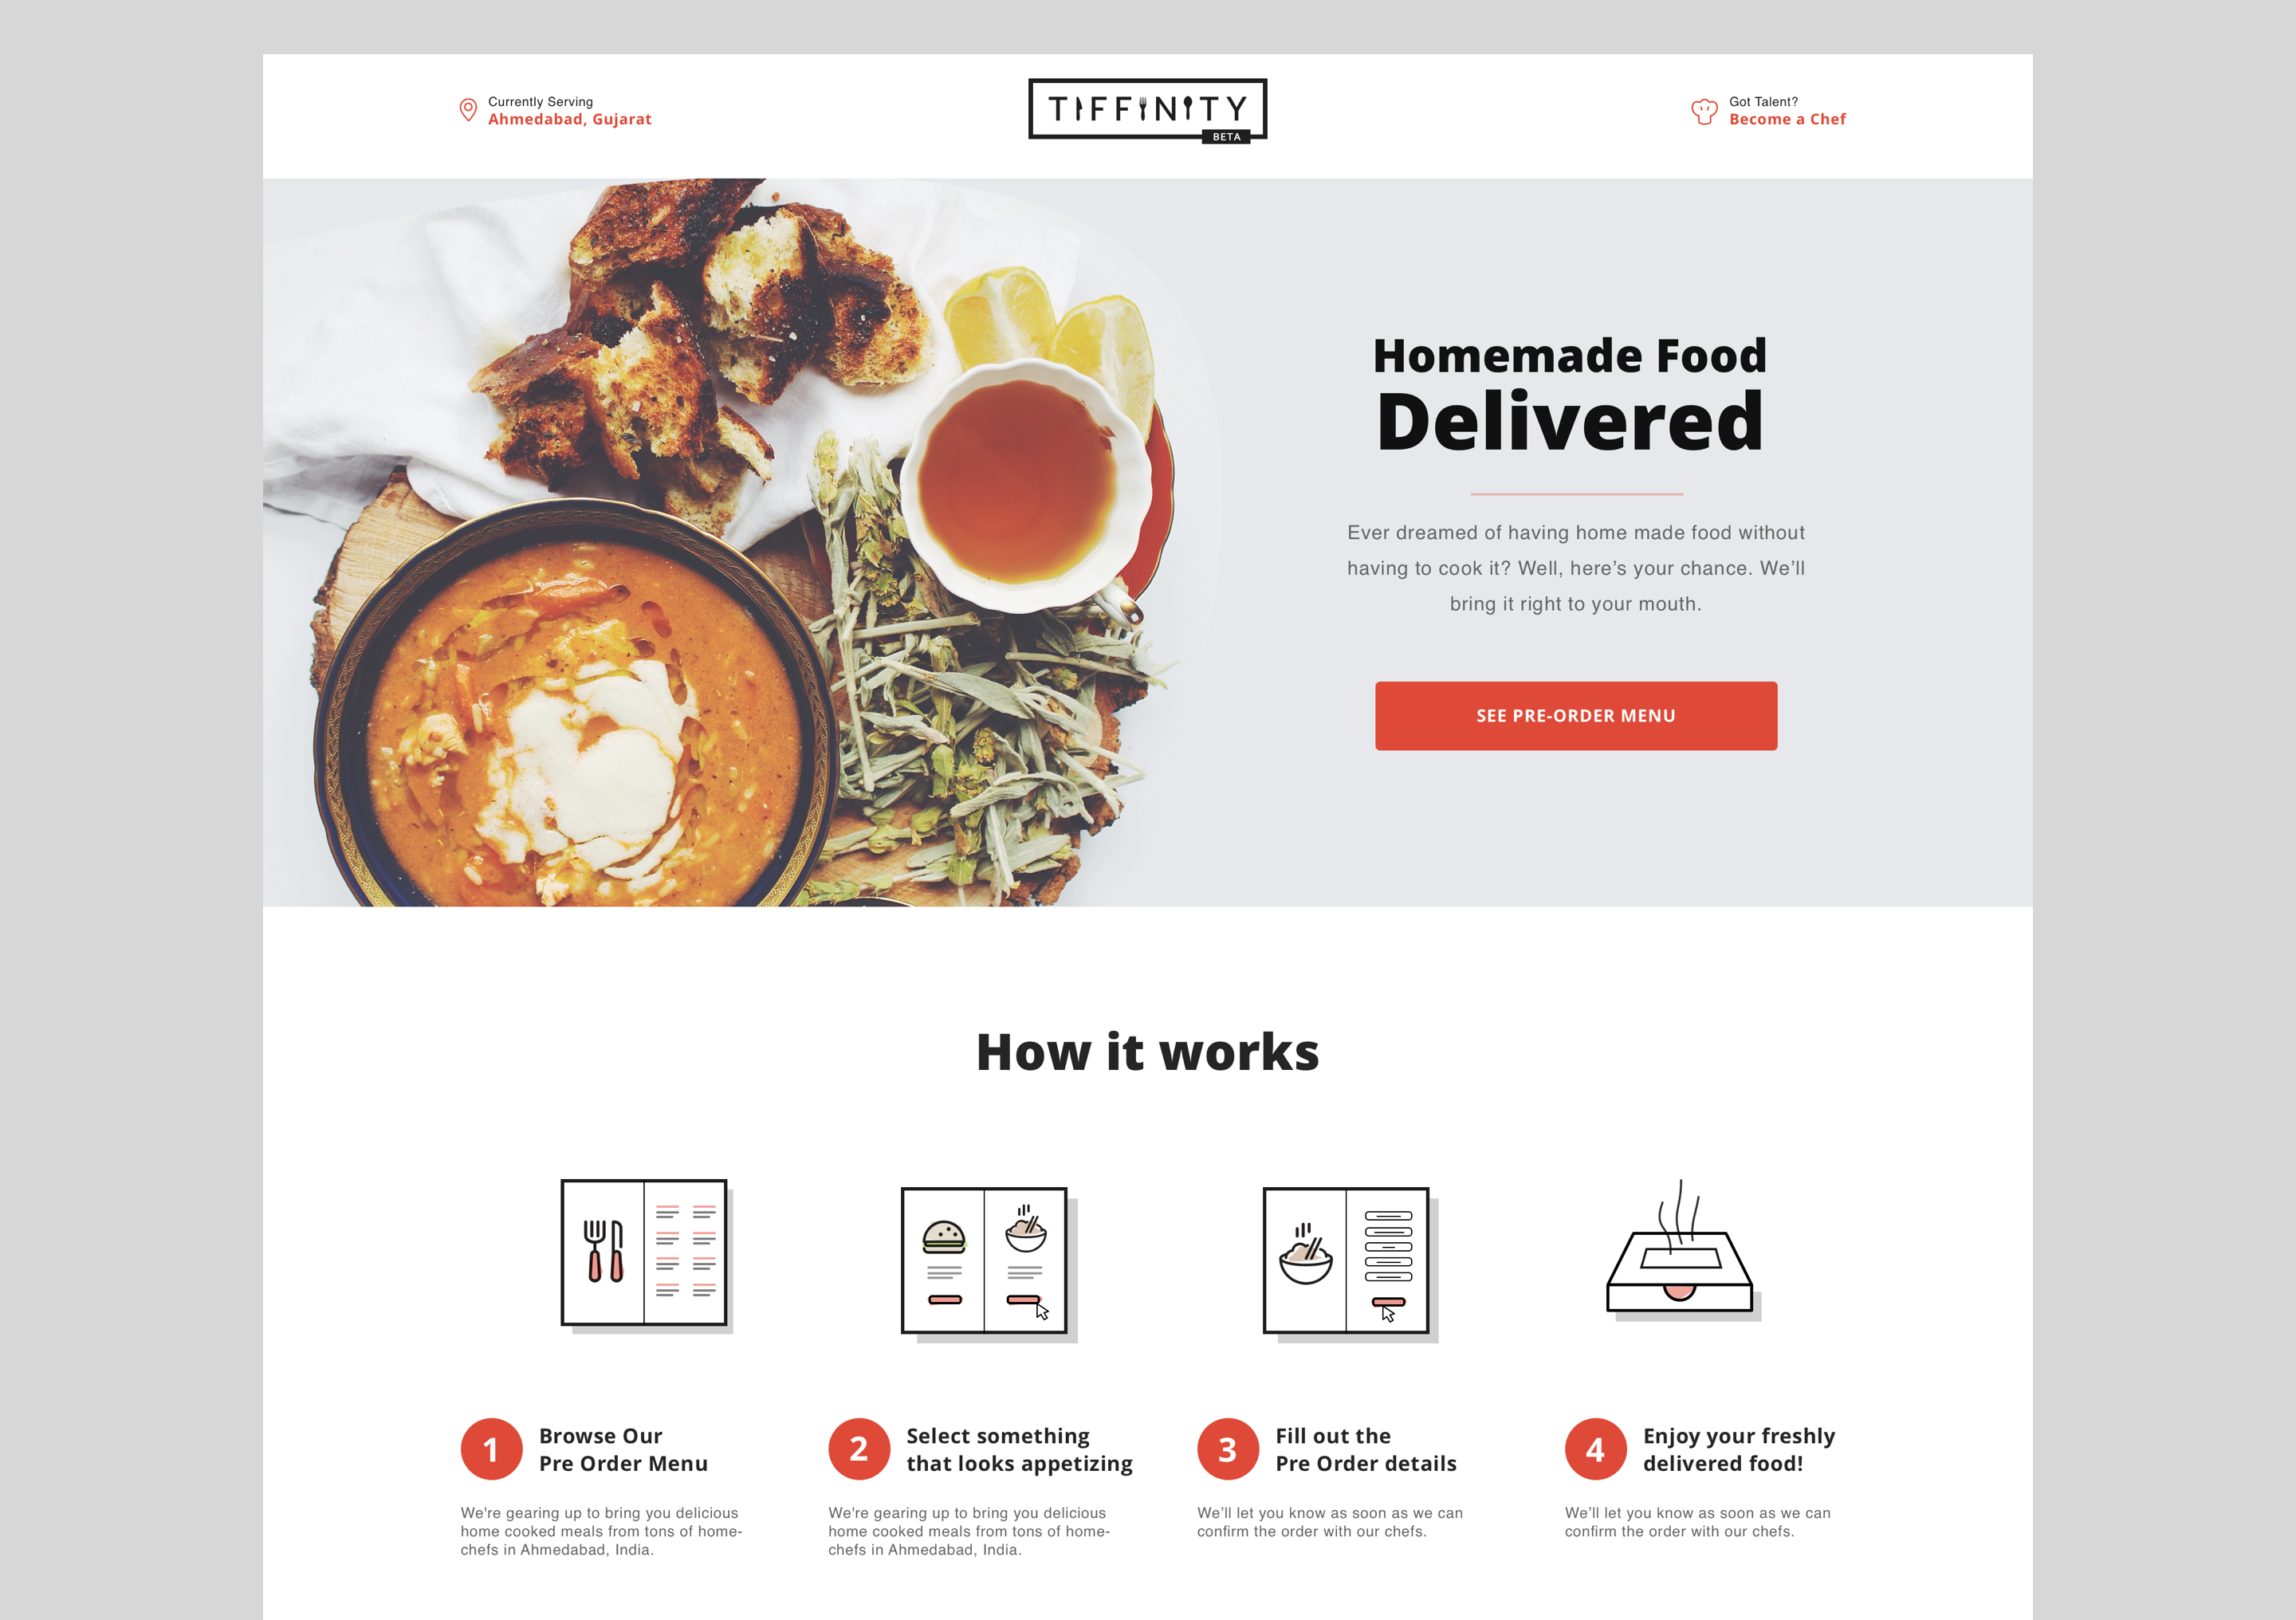 Currently Serving
Ahmedabad, Gujarat
TIFFINITY
BETA
Got Talent?
Become a Chef
Homemade Food
Delivered
Ever dreamed of having home made food without
having to cook it? Well, here’s your chance. We’ll
bring it right to your mouth.
SEE PRE-ORDER MENU
How it works
1
Browse Our
Pre Order Menu
We're gearing up to bring you delicious
home cooked meals from tons of home-
chefs in Ahmedabad, India.
2
Select something
that looks appetizing
We're gearing up to bring you delicious
home cooked meals from tons of home-
chefs in Ahmedabad, India.
3
Fill out the
Pre Order details
We’ll let you know as soon as we can
confirm the order with our chefs.
4
Enjoy your freshly
delivered food!
We’ll let you know as soon as we can
confirm the order with our chefs.